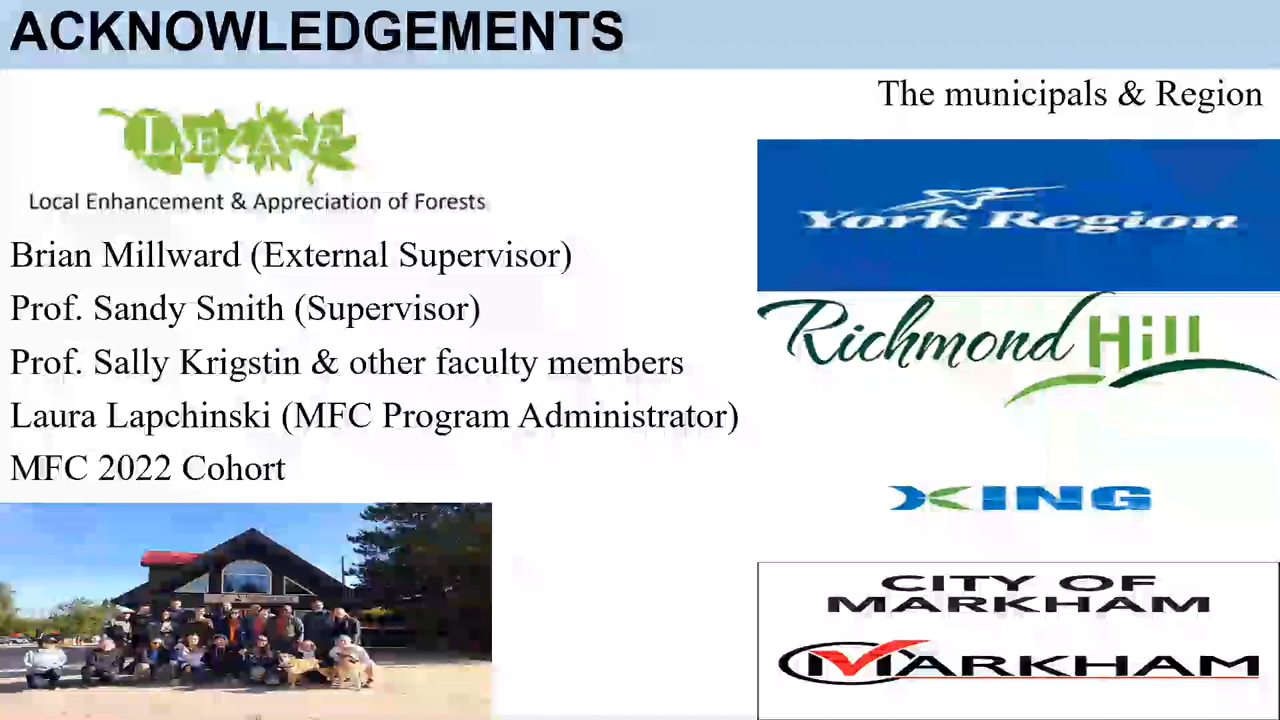 ACKNOWLEDGEMENTS
The municipals & Region
LEAF
Local Enhancement & Appreciation of Forests
Brian Millward (External Supervisor)
Prof. Sandy Smith (Supervisor)
Prof. Sally Krigstin & other faculty members
Laura Lapchinski (MFC Program Administrator)
MFC 2022 Cohort
York Region
Richmond Hill
KING
CITY OF
MARKHAM
MARKHAM